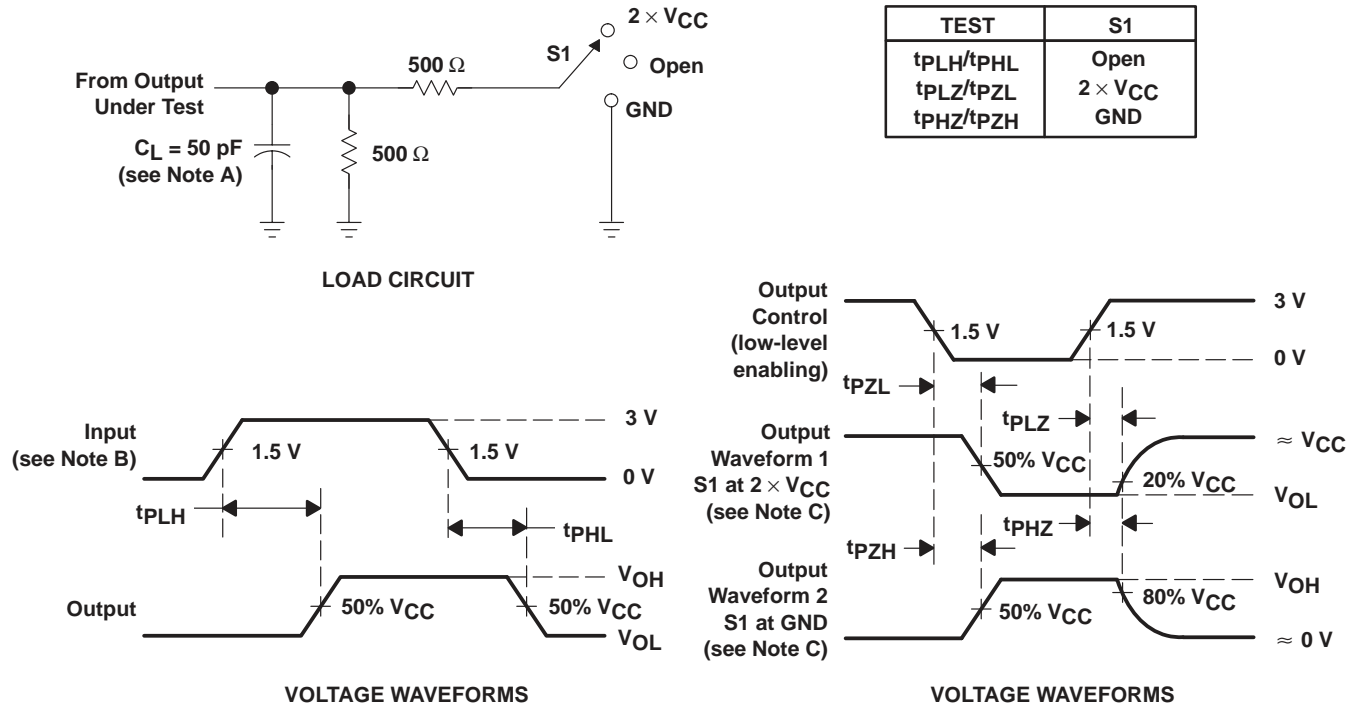 2 × VCC
S1
Open
GND
500 Ω
From Output
Under Test
CL = 50 pF
(see Note A)
500 Ω
LOAD CIRCUIT
TEST S1
tPLH/tPHL Open
tPLZ/tPZL 2 × VCC
tPHZ/tPZH GND
Input
(see Note B)
1.5 V
1.5 V
3 V
0 V
tPLH
tPHL
Output
50% VCC
50% VCC
VOH
VOL
VOLTAGE WAVEFORMS
Output
Control
(low-level
enabling)
1.5 V
1.5 V
3 V
0 V
tPZL
tPLZ
Output
Waveform 1
S1 at 2 × VCC
(see Note C)
50% VCC
20% VCC
≈ VCC
VOL
tPZH
tPHZ
Output
Waveform 2
S1 at GND
(see Note C)
50% VCC
80% VCC
VOH
≈ 0 V
VOLTAGE WAVEFORMS